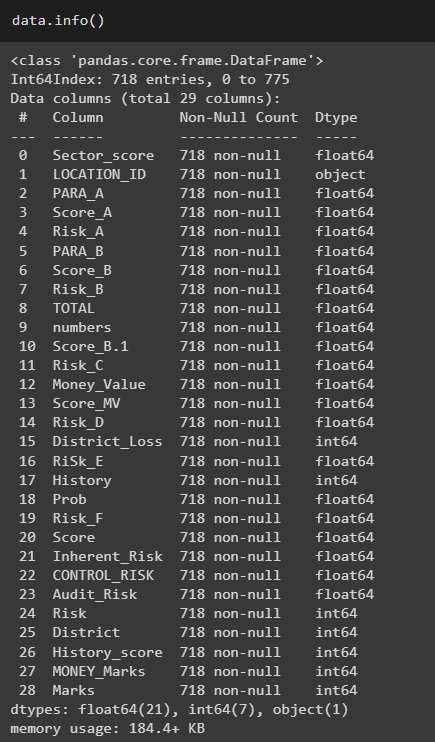 data.info()
<class 'pandas.core.frame.DataFrame'>
Int64Index: 718 entries, 0 to 775
Data columns (total 29 columns):
 #   Column         Non-Null Count  Dtype
---  ------         --------------  -----
 0   Sector_score   718 non-null    float64
 1   LOCATION_ID    718 non-null    object
 2   PARA_A         718 non-null    float64
 3   Score_A        718 non-null    float64
 4   Risk_A         718 non-null    float64
 5   PARA_B         718 non-null    float64
 6   Score_B        718 non-null    float64
 7   Risk_B         718 non-null    float64
 8   TOTAL          718 non-null    float64
 9   numbers        718 non-null    float64
 10  Score_B.1      718 non-null    float64
 11  Risk_C         718 non-null    float64
 12  Money_Value    718 non-null    float64
 13  Score_MV       718 non-null    float64
 14  Risk_D         718 non-null    float64
 15  District_Loss  718 non-null    int64
 16  RiSk_E         718 non-null    float64
 17  History        718 non-null    int64
 18  Prob           718 non-null    float64
 19  Risk_F         718 non-null    float64
 20  Score          718 non-null    float64
 21  Inherent_Risk  718 non-null    float64
 22  CONTROL_RISK   718 non-null    float64
 23  Audit_Risk     718 non-null    float64
 24  Risk           718 non-null    int64
 25  District       718 non-null    int64
 26  History_score  718 non-null    int64
 27  MONEY_Marks    718 non-null    int64
 28  Marks          718 non-null    int64
dtypes: float64(21), int64(7), object(1)
memory usage: 184.4+ KB